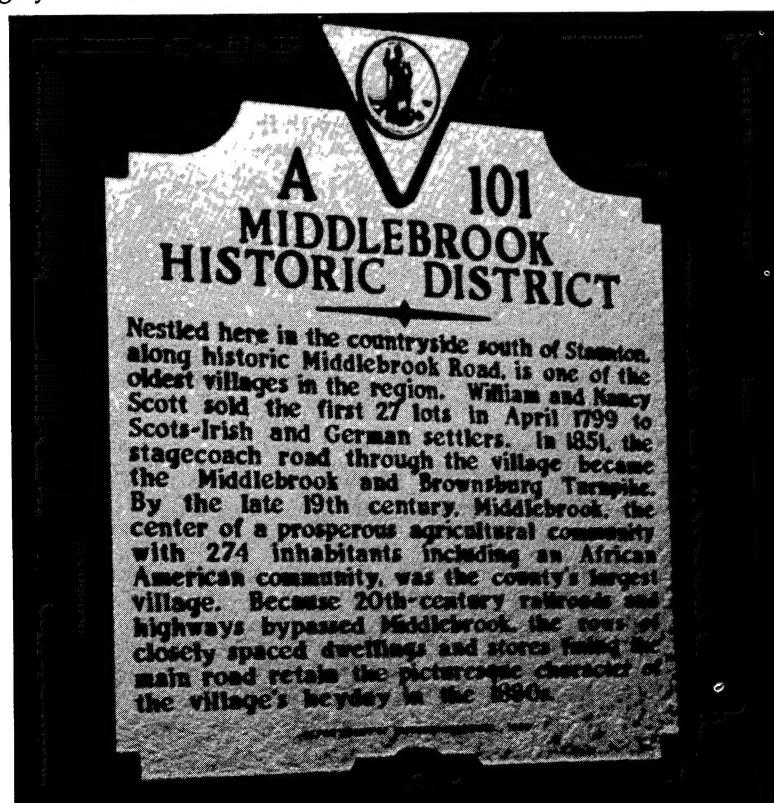 A 101
MIDDLEBROOK
HISTORIC DISTRICT
Nestled here in the countryside south of Staunton,
along historic Middlebrook Road, is one of the
oldest villages in the region. William and Nancy
Scott sold the first 27 lots in April 1799 to
Scots-Irish and German settlers. In 1851, the
stagecoach road through the village became
the Middlebrook and Brownsburg Turnpike.
By the late 19th century, Middlebrook, the
center of a prosperous agricultural community
with 274 inhabitants including an African
American community, was the county's largest
village. Because 20th-century railroads and
highways bypassed Middlebrook, the rows of
closely spaced dwellings and stores lining the
main road retain the picturesque character of
the village's heyday in the 1880s.